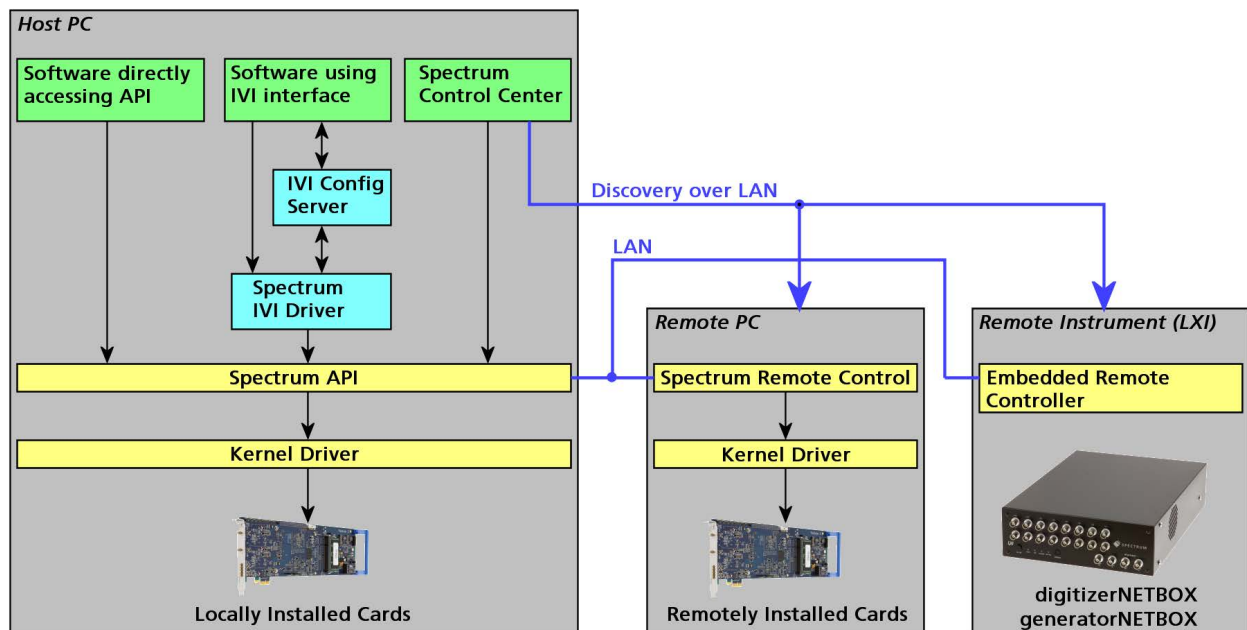 Host PC
Software directly
accessing API
Software using
IVI interface
Spectrum
Control Center
IVI Config
Server
Discovery over LAN
LAN
Spectrum
IVI Driver
Remote PC
Remote Instrument (LXI)
Spectrum API
Spectrum Remote Control
Embedded Remote
Controller
Kernel Driver
Kernel Driver
SPECTRUM
Locally Installed Cards
Remotely Installed Cards
digitizerNETBOX
generatorNETBOX